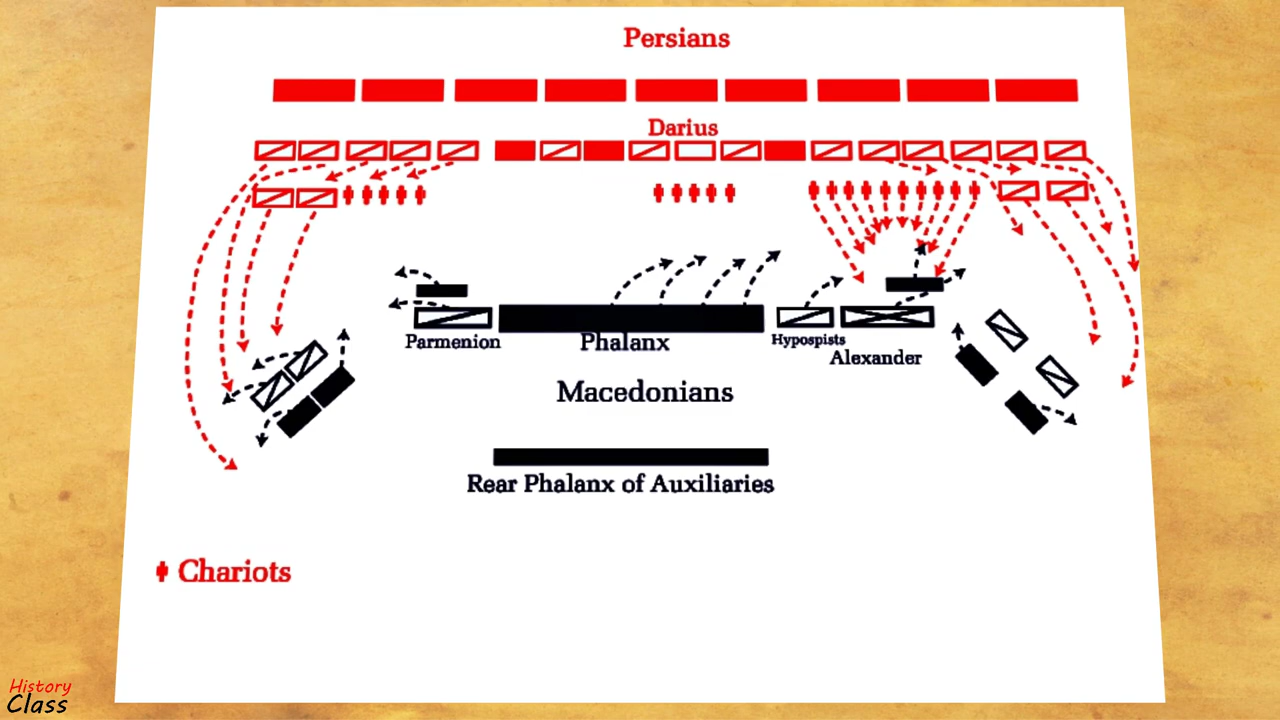 Persians
Darius
Parmenion
Phalanx
Hypospists
Alexander
Macedonians
Rear Phalanx of Auxiliaries
Chariots
History
Class